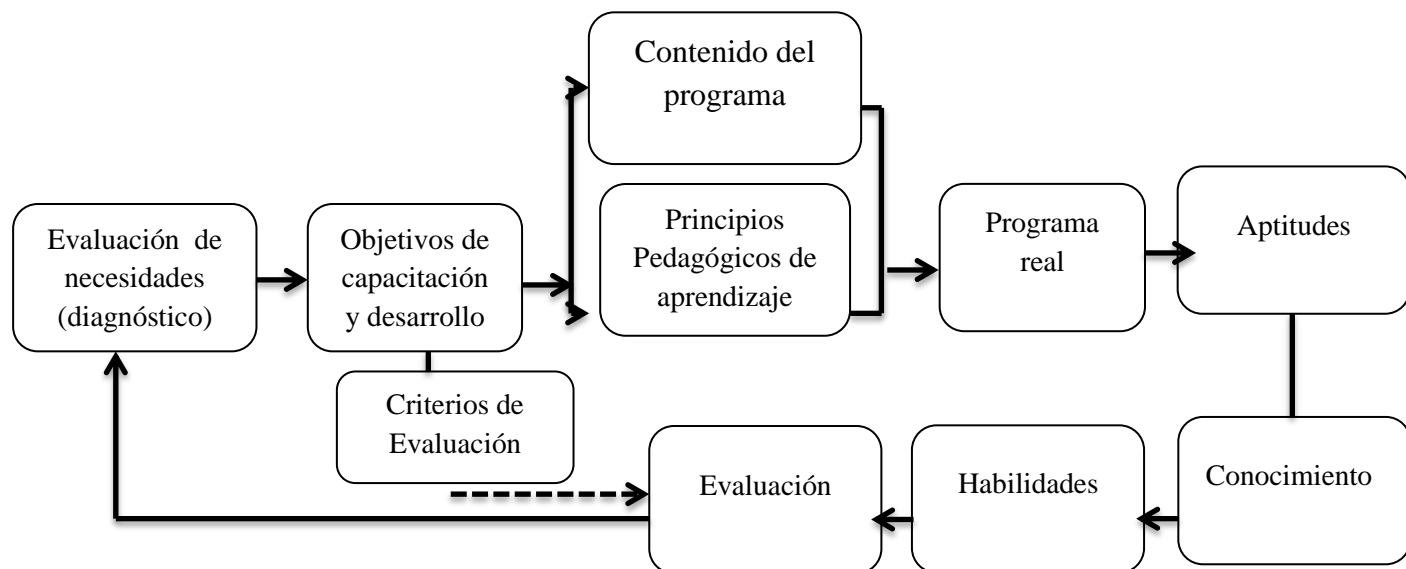 Contenido del
programa
Evaluación de
necesidades
(diagnóstico)
Objetivos de
capacitación
y desarrollo
Principios
Pedagógicos de
aprendizaje
Programa
real
Aptitudes
Criterios de
Evaluación
Evaluación
Habilidades
Conocimiento